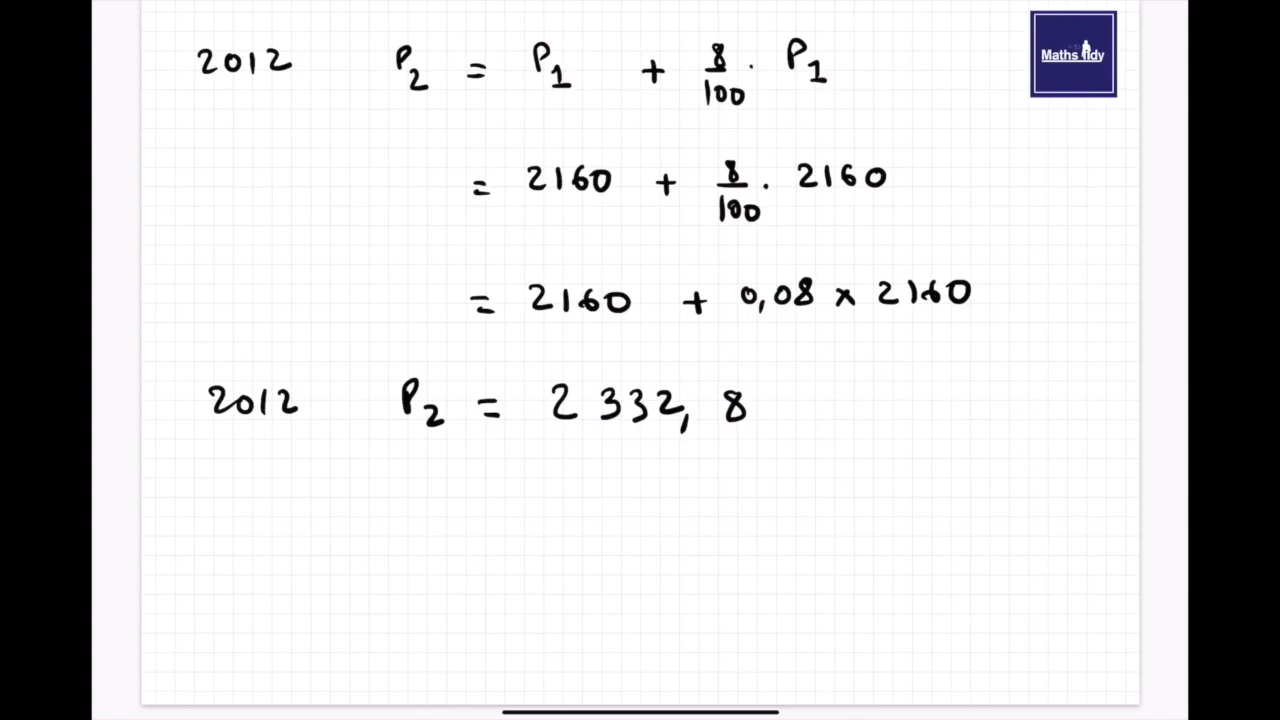 2012 P₂ = P₁ + 8/100 · P₁
Maths Idy
= 2160 + 8/100 · 2160
= 2160 + 0,08 × 2160
2012 P₂ = 2 332, 8